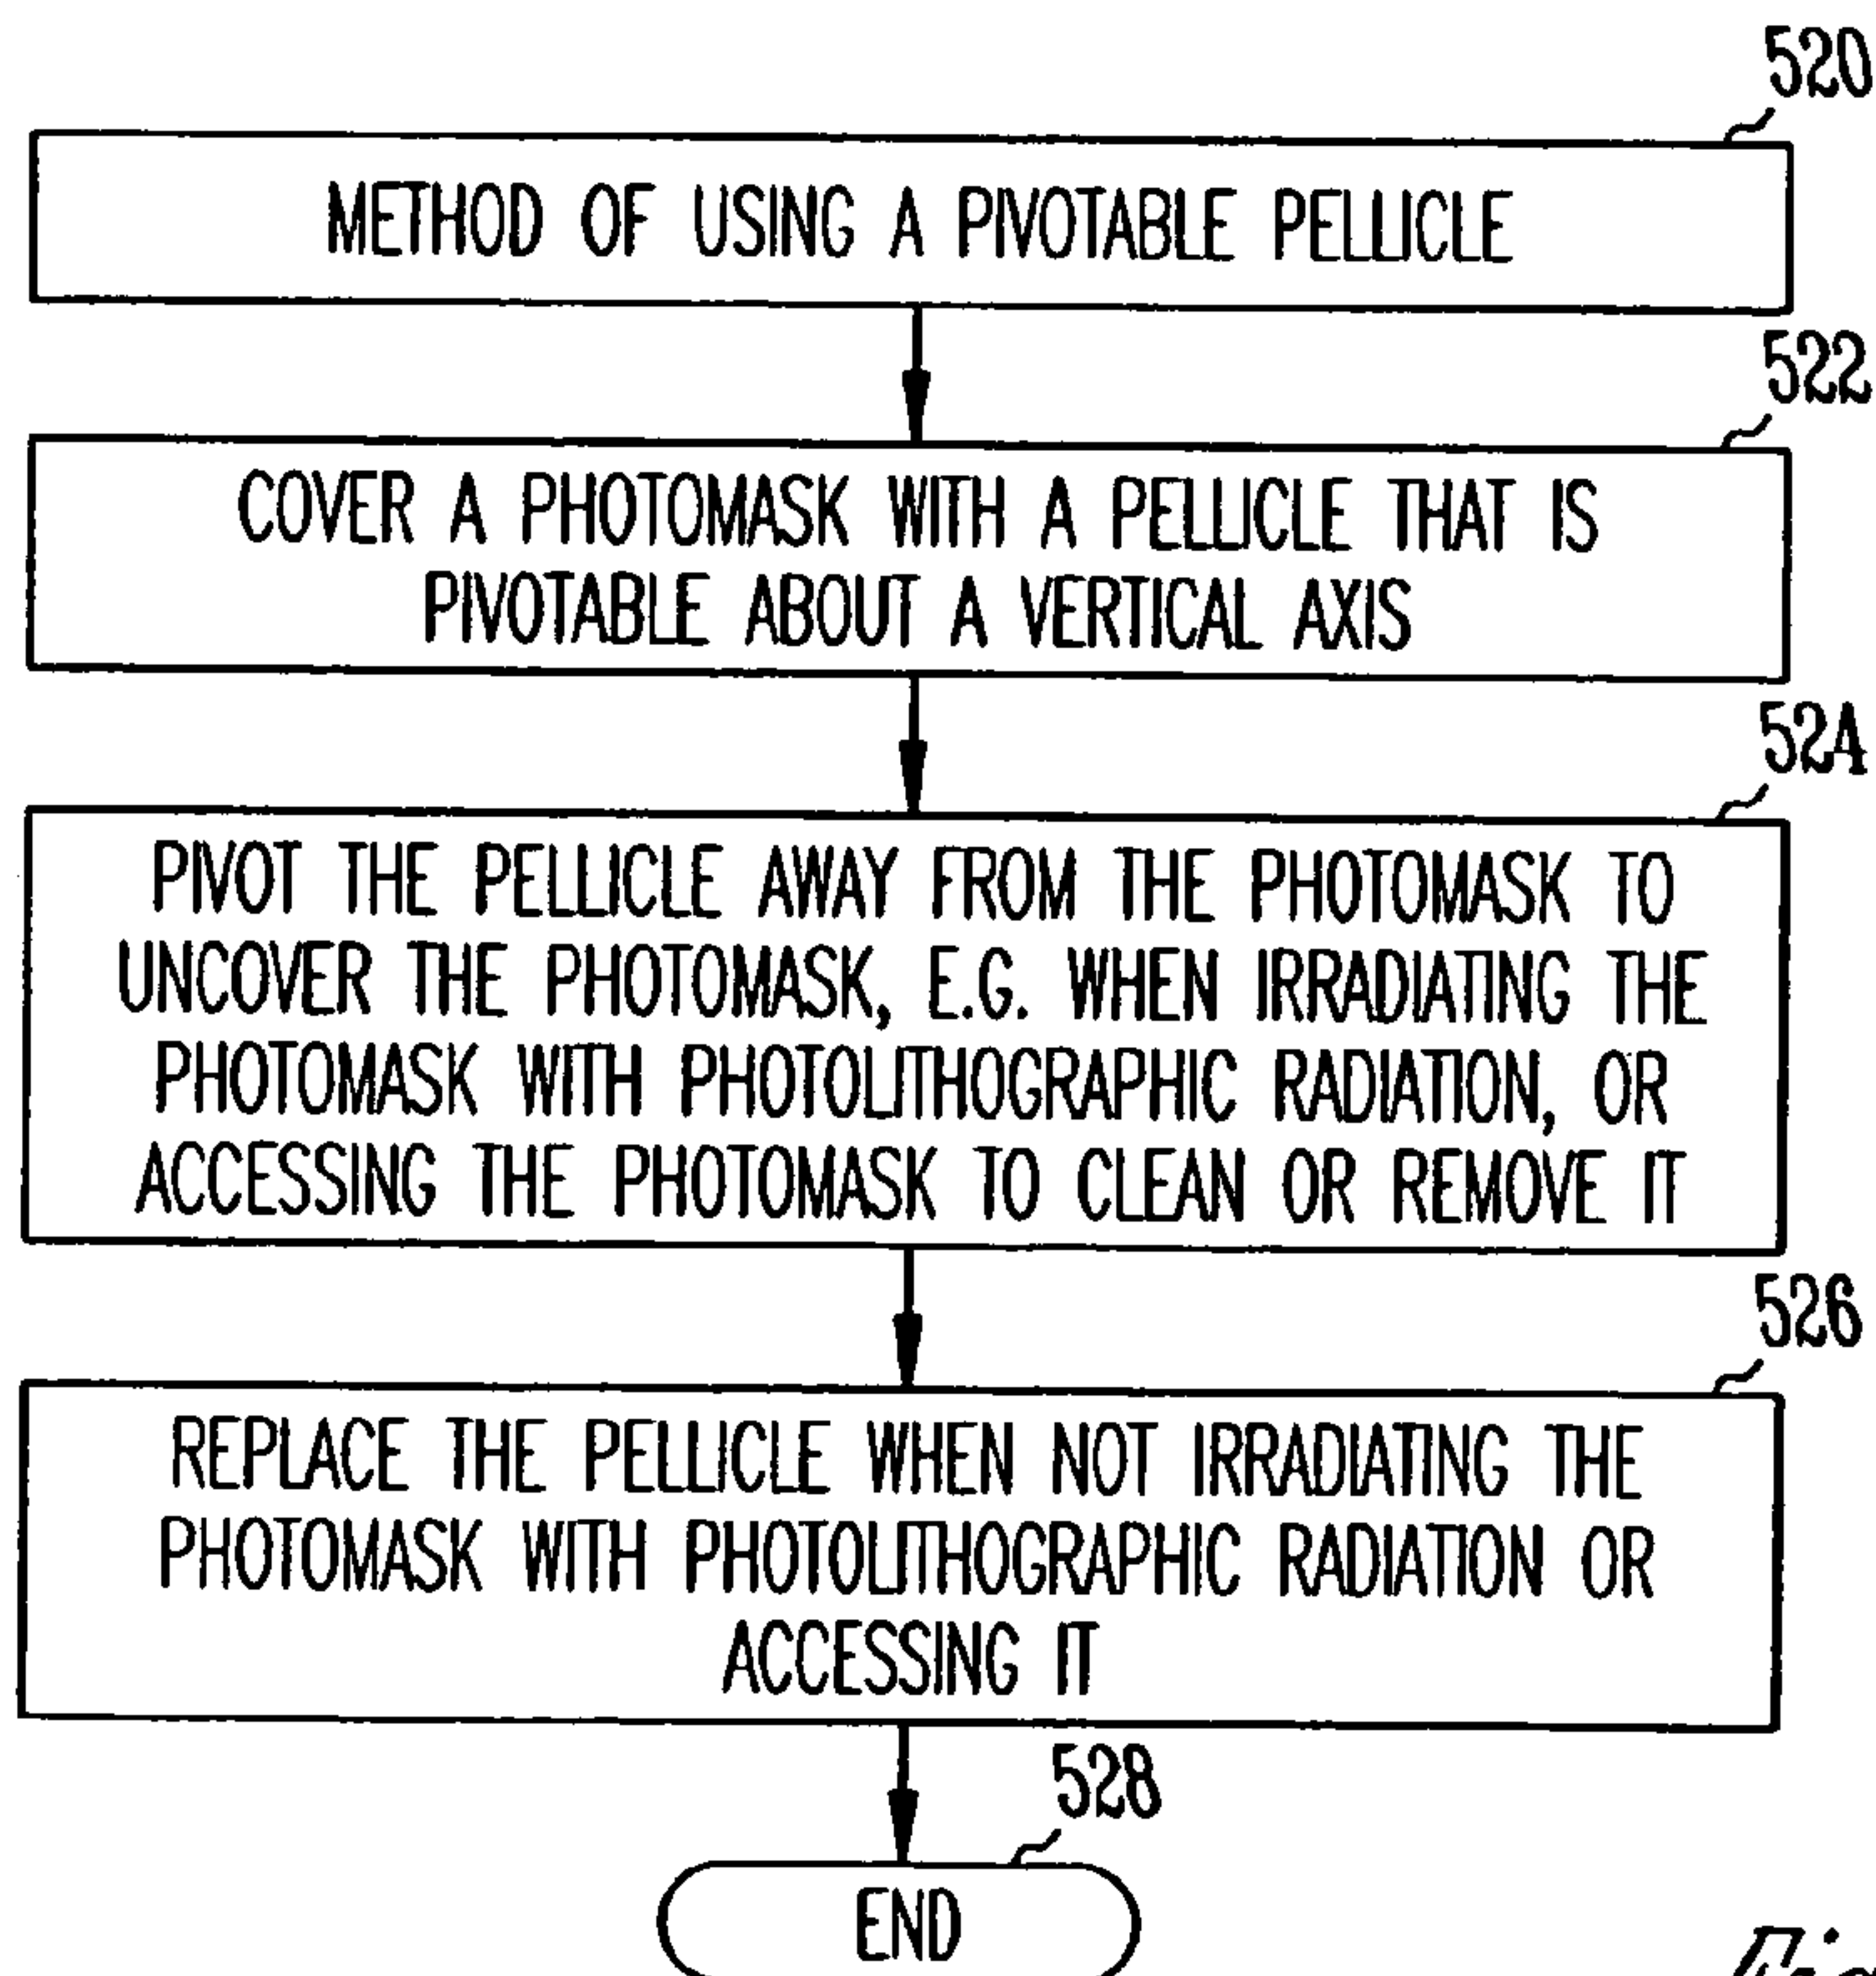 520
METHOD OF USING A PIVOTABLE PELLICLE
522
COVER A PHOTOMASK WITH A PELLICLE THAT IS
PIVOTABLE ABOUT A VERTICAL AXIS
524
PIVOT THE PELLICLE AWAY FROM THE PHOTOMASK TO
UNCOVER THE PHOTOMASK, E.G. WHEN IRRADIATING THE
PHOTOMASK WITH PHOTOLITHOGRAPHIC RADIATION, OR
ACCESSING THE PHOTOMASK TO CLEAN OR REMOVE IT
526
REPLACE THE PELLICLE WHEN NOT IRRADIATING THE
PHOTOMASK WITH PHOTOLITHOGRAPHIC RADIATION OR
ACCESSING IT
528
END